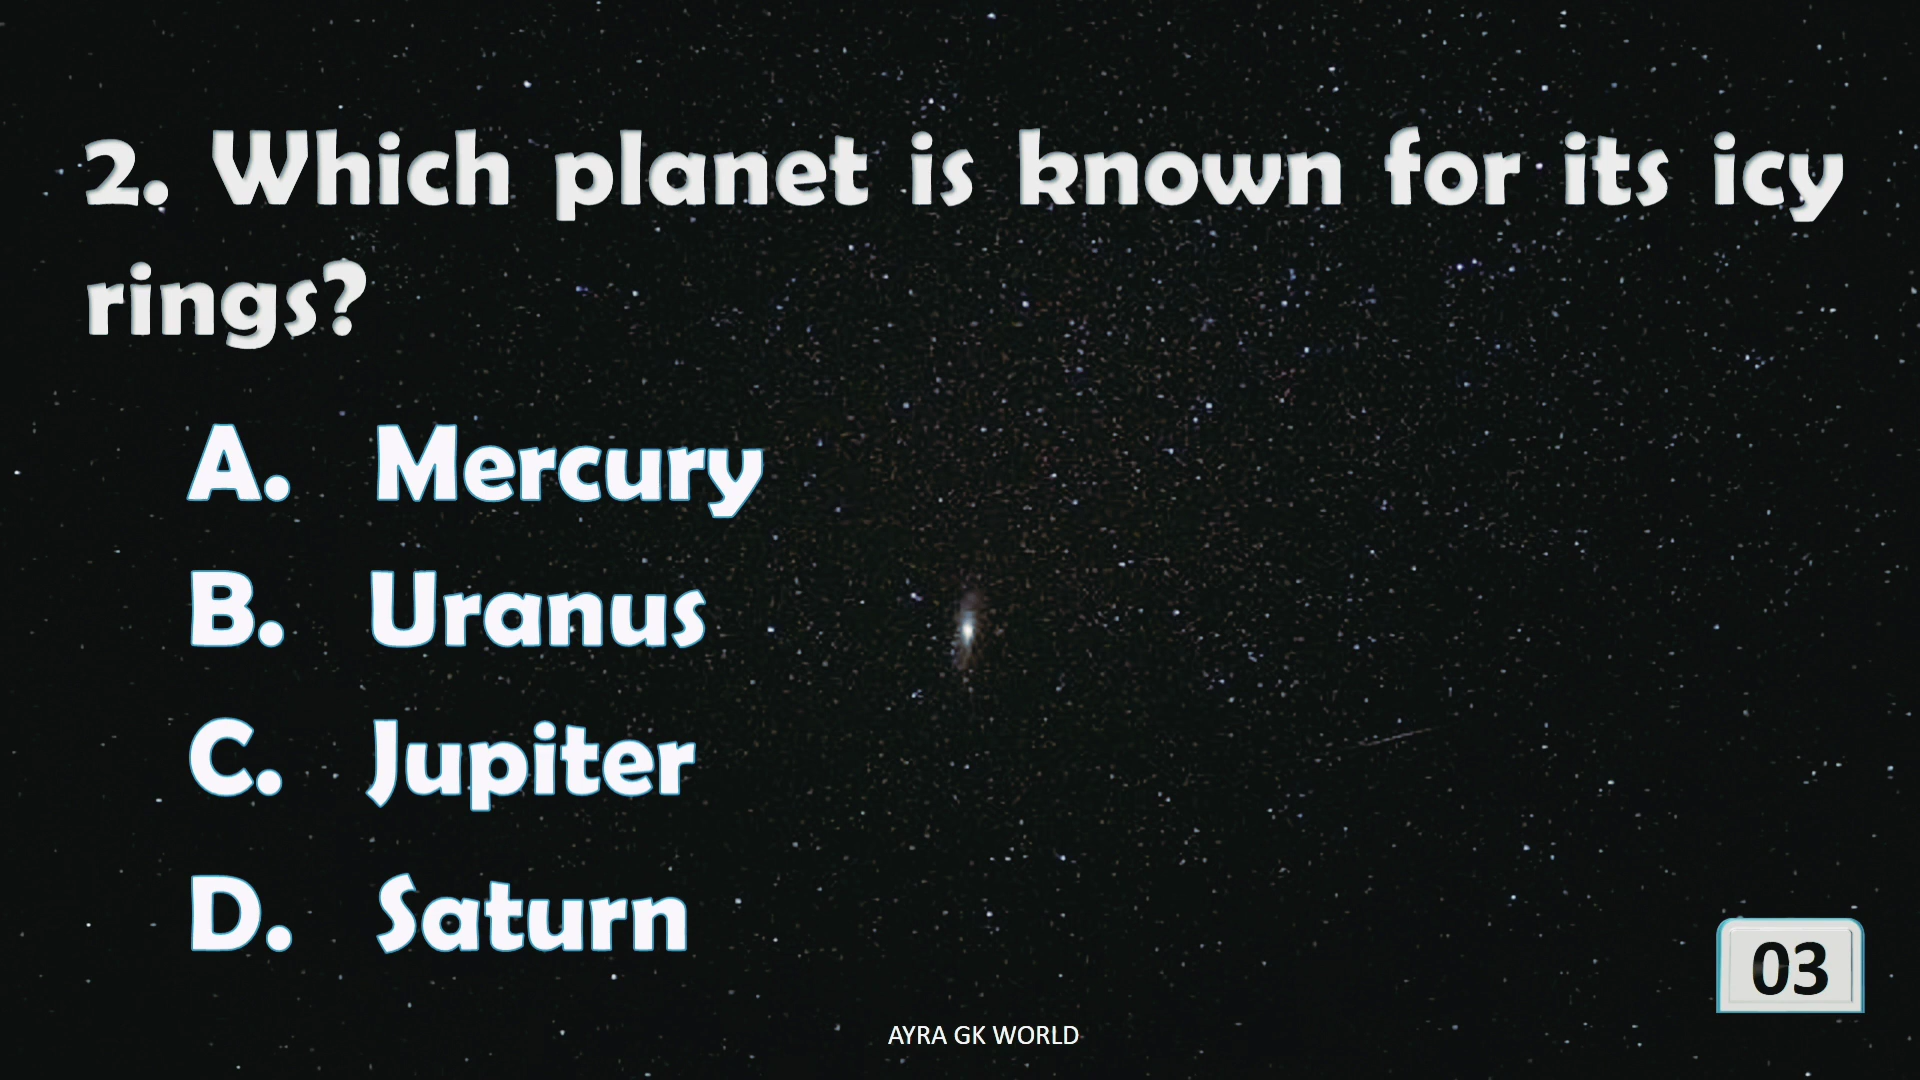 2. Which planet is known for its icy
rings?
A. Mercury
B. Uranus
C. Jupiter
D. Saturn
03
AYRA GK WORLD